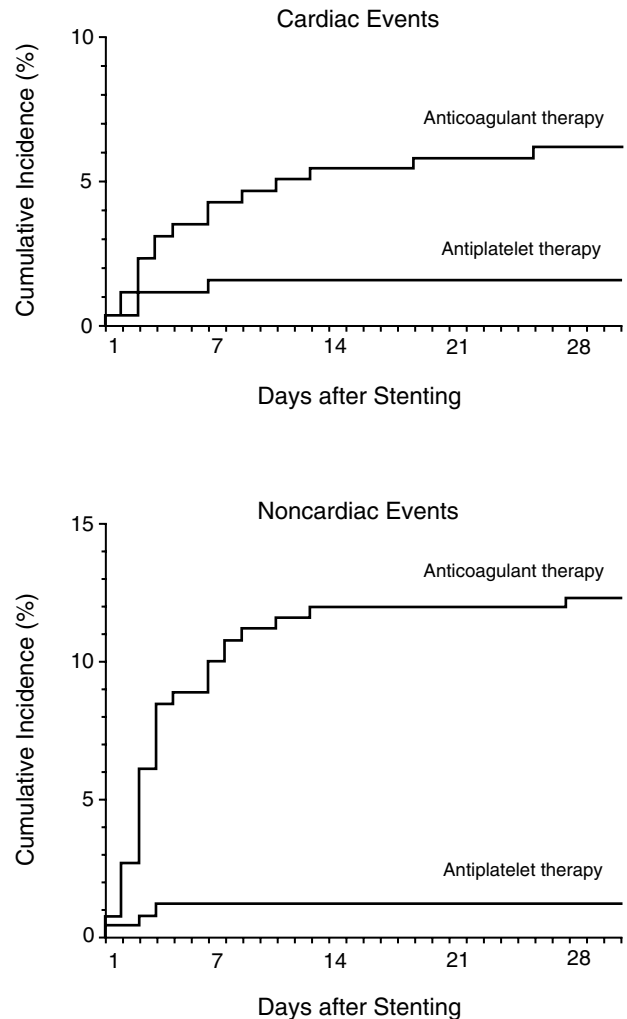 Cardiac Events
10
Anticoagulant therapy
5
Antiplatelet therapy
0
1 7 14 21 28
Cumulative Incidence (%)
Days after Stenting
Noncardiac Events
15
Anticoagulant therapy
10
5
Antiplatelet therapy
0
1 7 14 21 28
Cumulative Incidence (%)
Days after Stenting